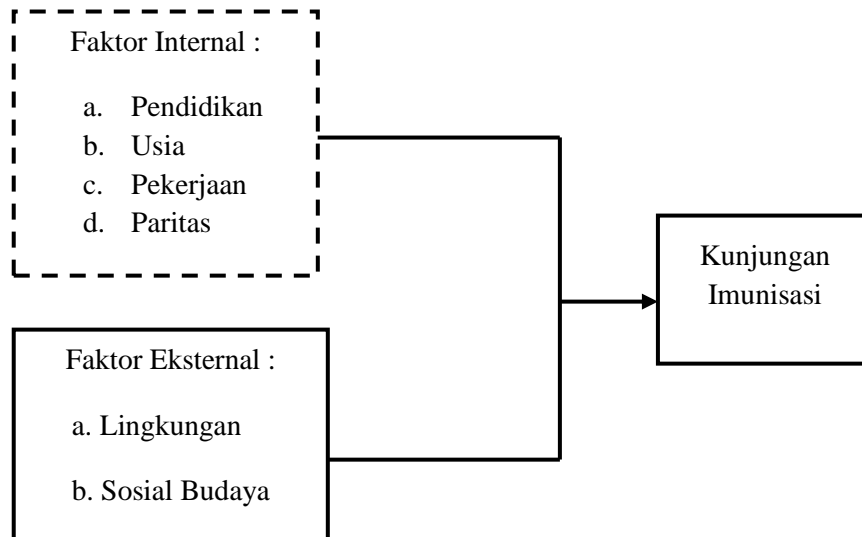 Faktor Internal :
a. Pendidikan
b. Usia
c. Pekerjaan
d. Paritas
Kunjungan
Imunisasi
Faktor Eksternal :
a. Lingkungan
b. Sosial Budaya